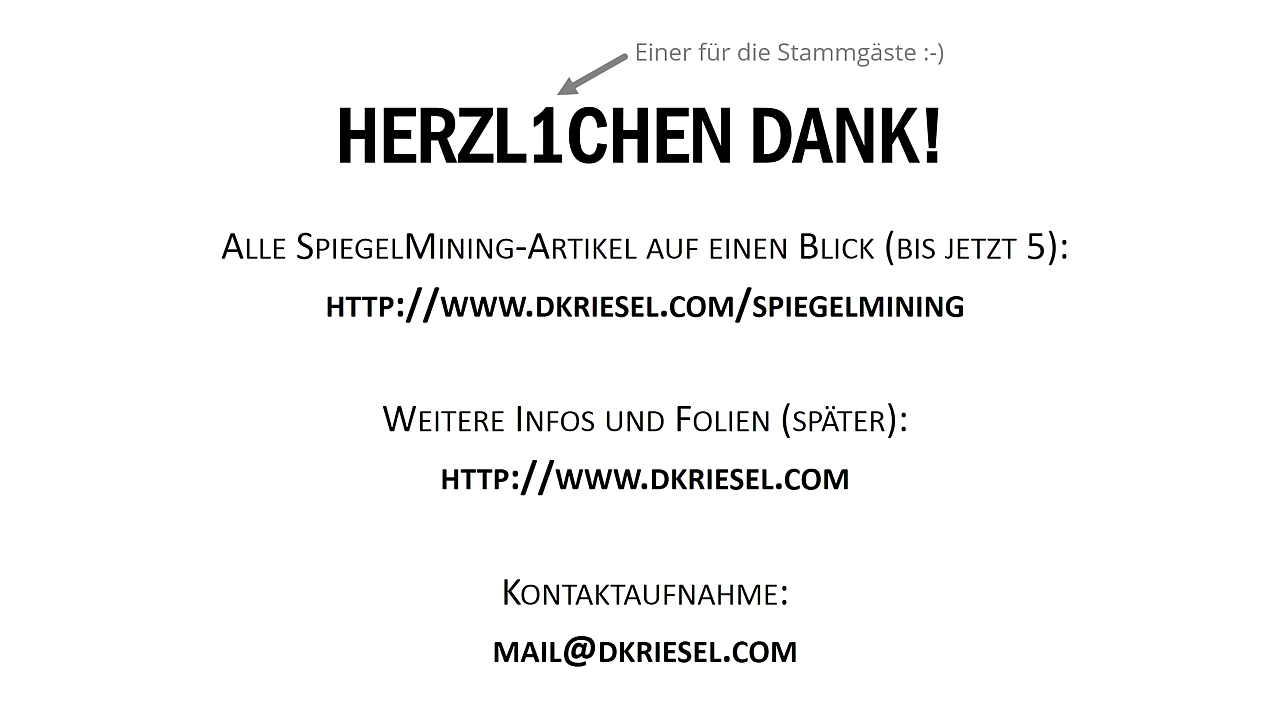 Einer für die Stammgäste :-)
HERZL1CHEN DANK!
Alle SpiegelMining-Artikel auf einen Blick (bis jetzt 5):
http://www.dkriesel.com/spiegelmining
Weitere Infos und Folien (später):
http://www.dkriesel.com
Kontaktaufnahme:
mail@dkriesel.com